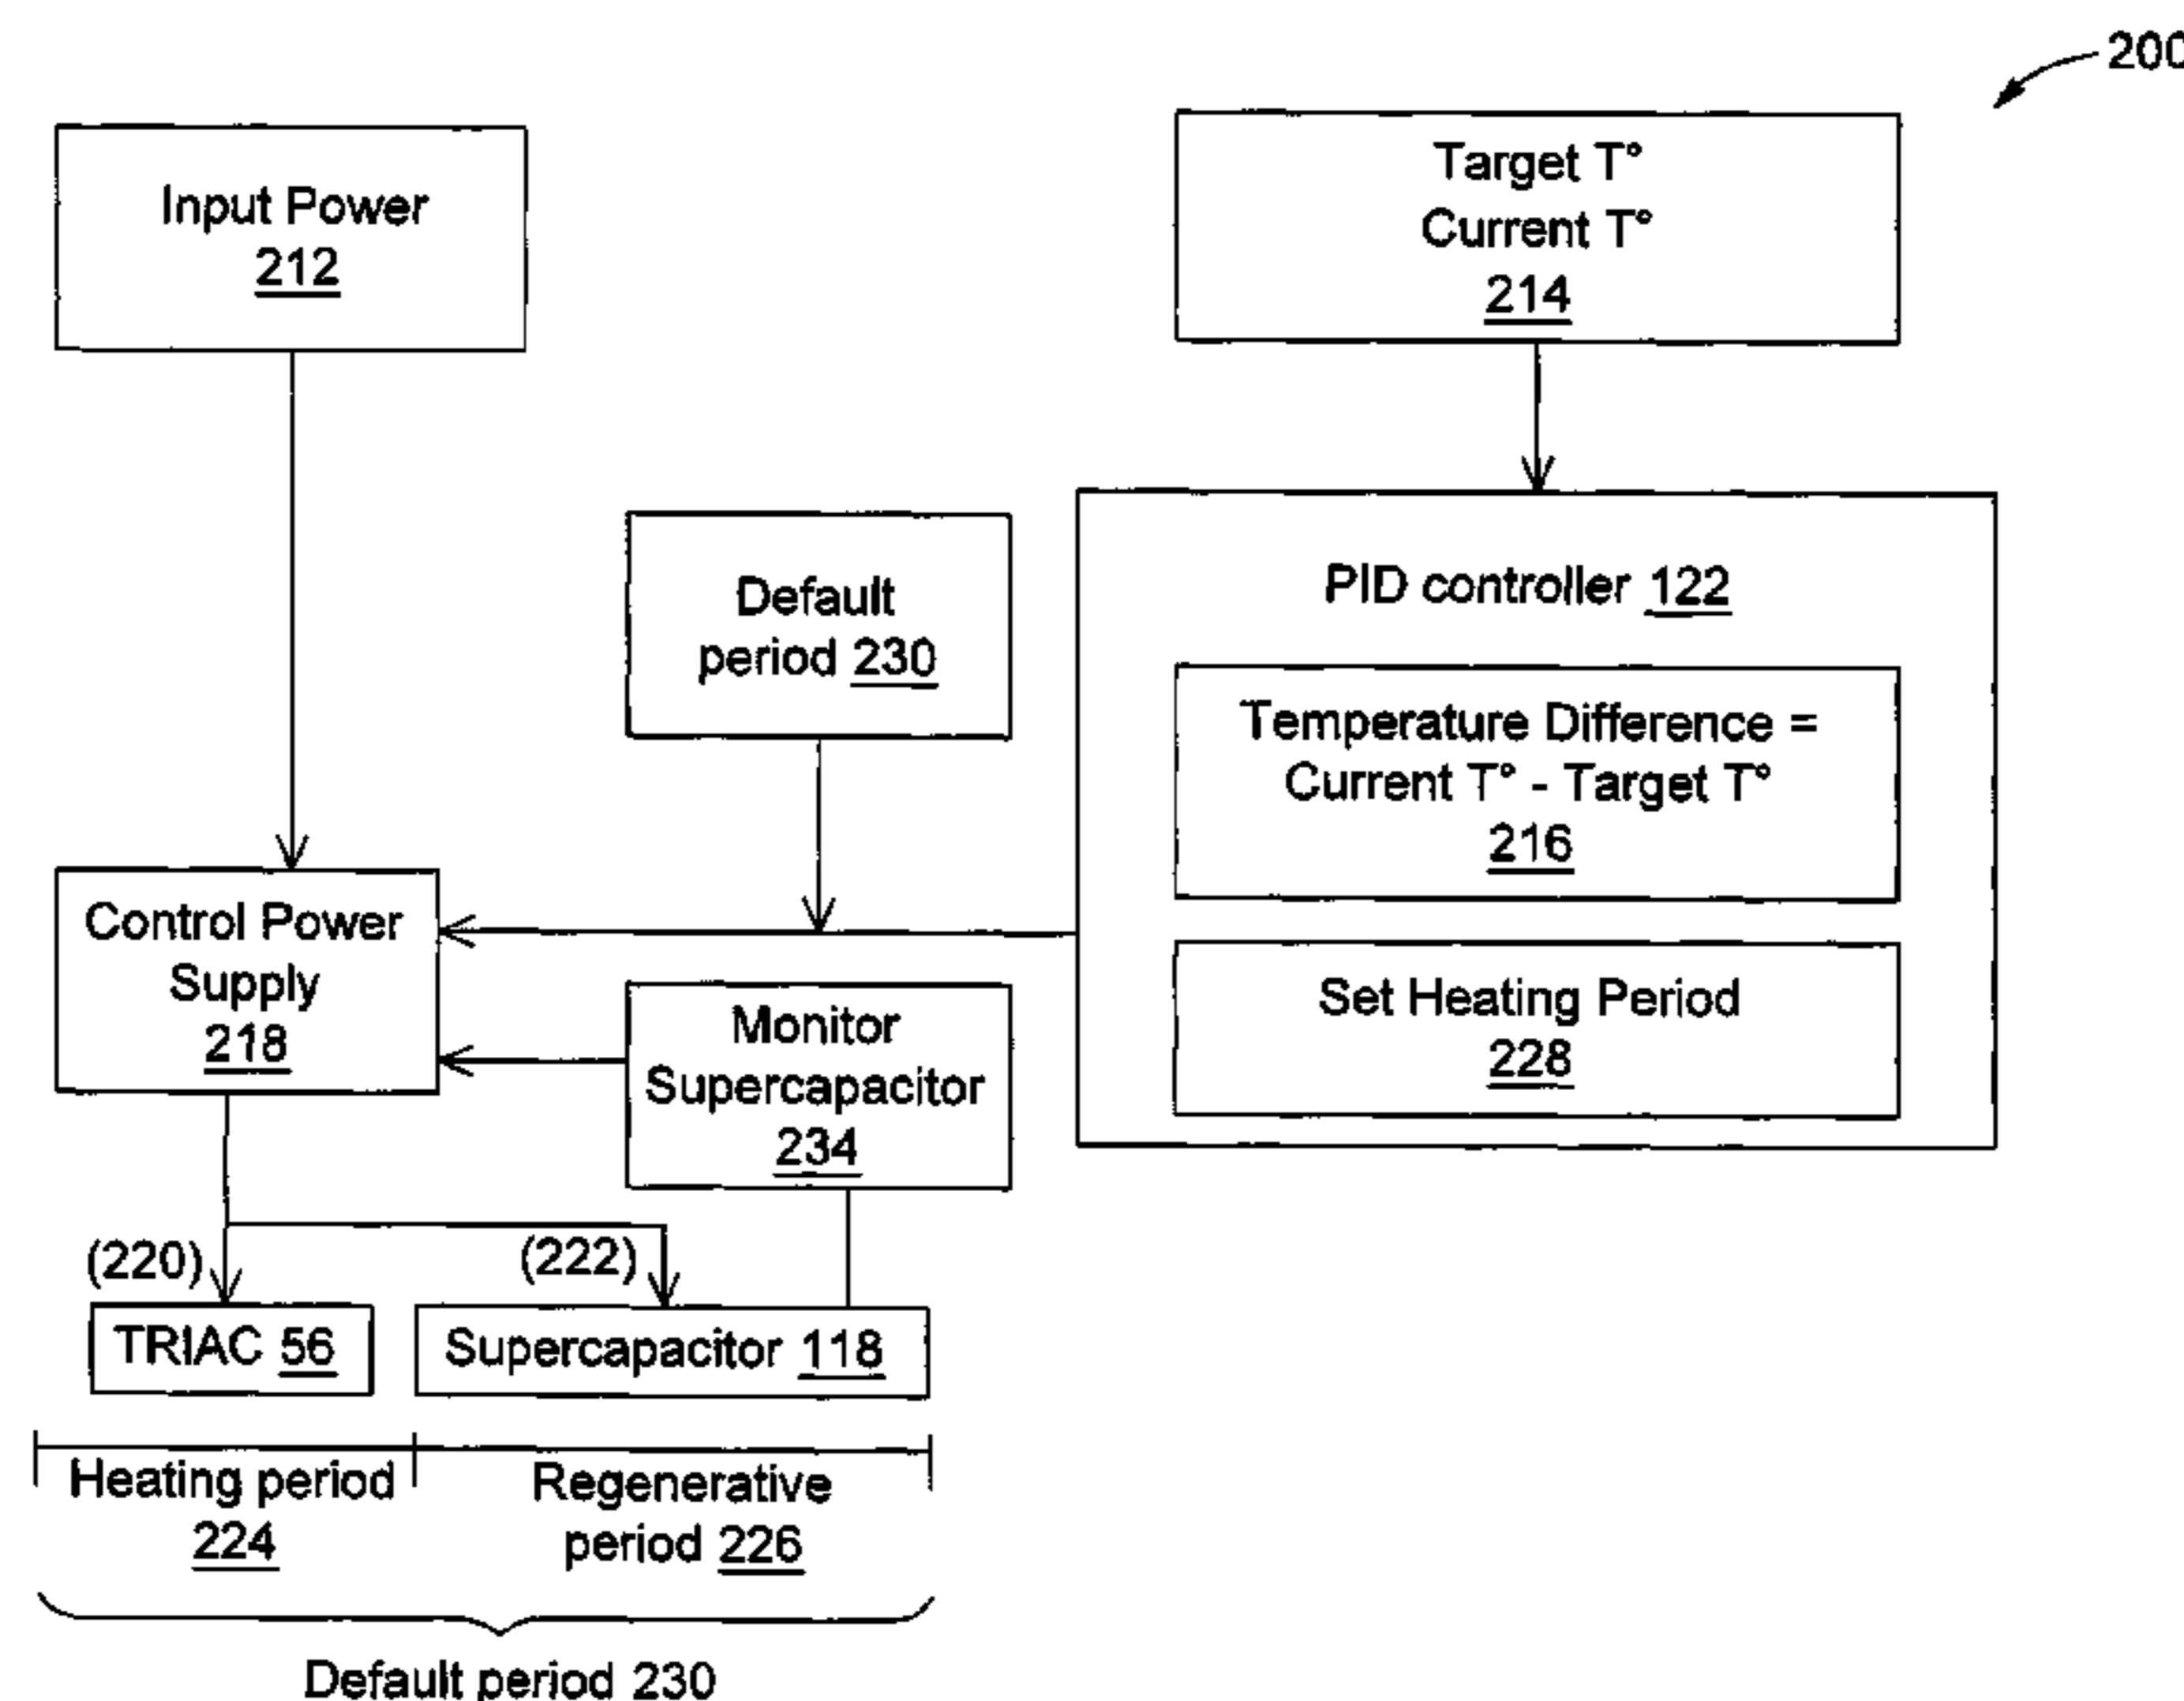 200
Input Power
212
Target T°
Current T°
214
Default
period 230
PID controller 122
Temperature Difference =
Current T° - Target T°
216
Set Heating Period
228
Control Power
Supply
218
Monitor
Supercapacitor
234
(220)
(222)
TRIAC 56
Supercapacitor 118
Heating period
224
Regenerative
period 226
Default period 230